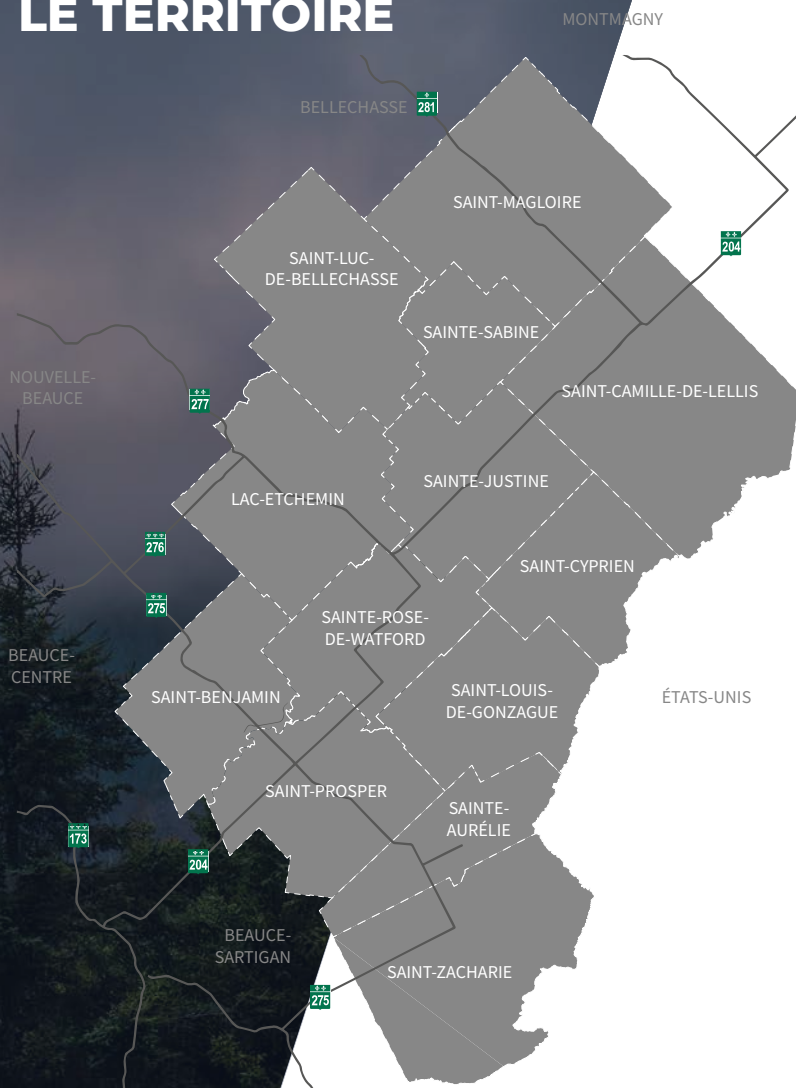 LE TERRITOIRE
MONTMAGNY
BELLECHASSE
281
SAINT-MAGLOIRE
204
SAINT-LUC-
DE-BELLECHASSE
SAINTE-SABINE
NOUVELLE-
BEAUCE
277
SAINT-CAMILLE-DE-LELLIS
SAINTE-JUSTINE
LAC-ETCHEMIN
276
SAINT-CYPRIEN
275
SAINTE-ROSE-
DE-WATFORD
BEAUCE-
CENTRE
SAINT-BENJAMIN
SAINT-LOUIS-
DE-GONZAGUE
ÉTATS-UNIS
SAINT-PROSPER
SAINTE-
AURÉLIE
173
204
BEAUCE-
SARTIGAN
SAINT-ZACHARIE
275